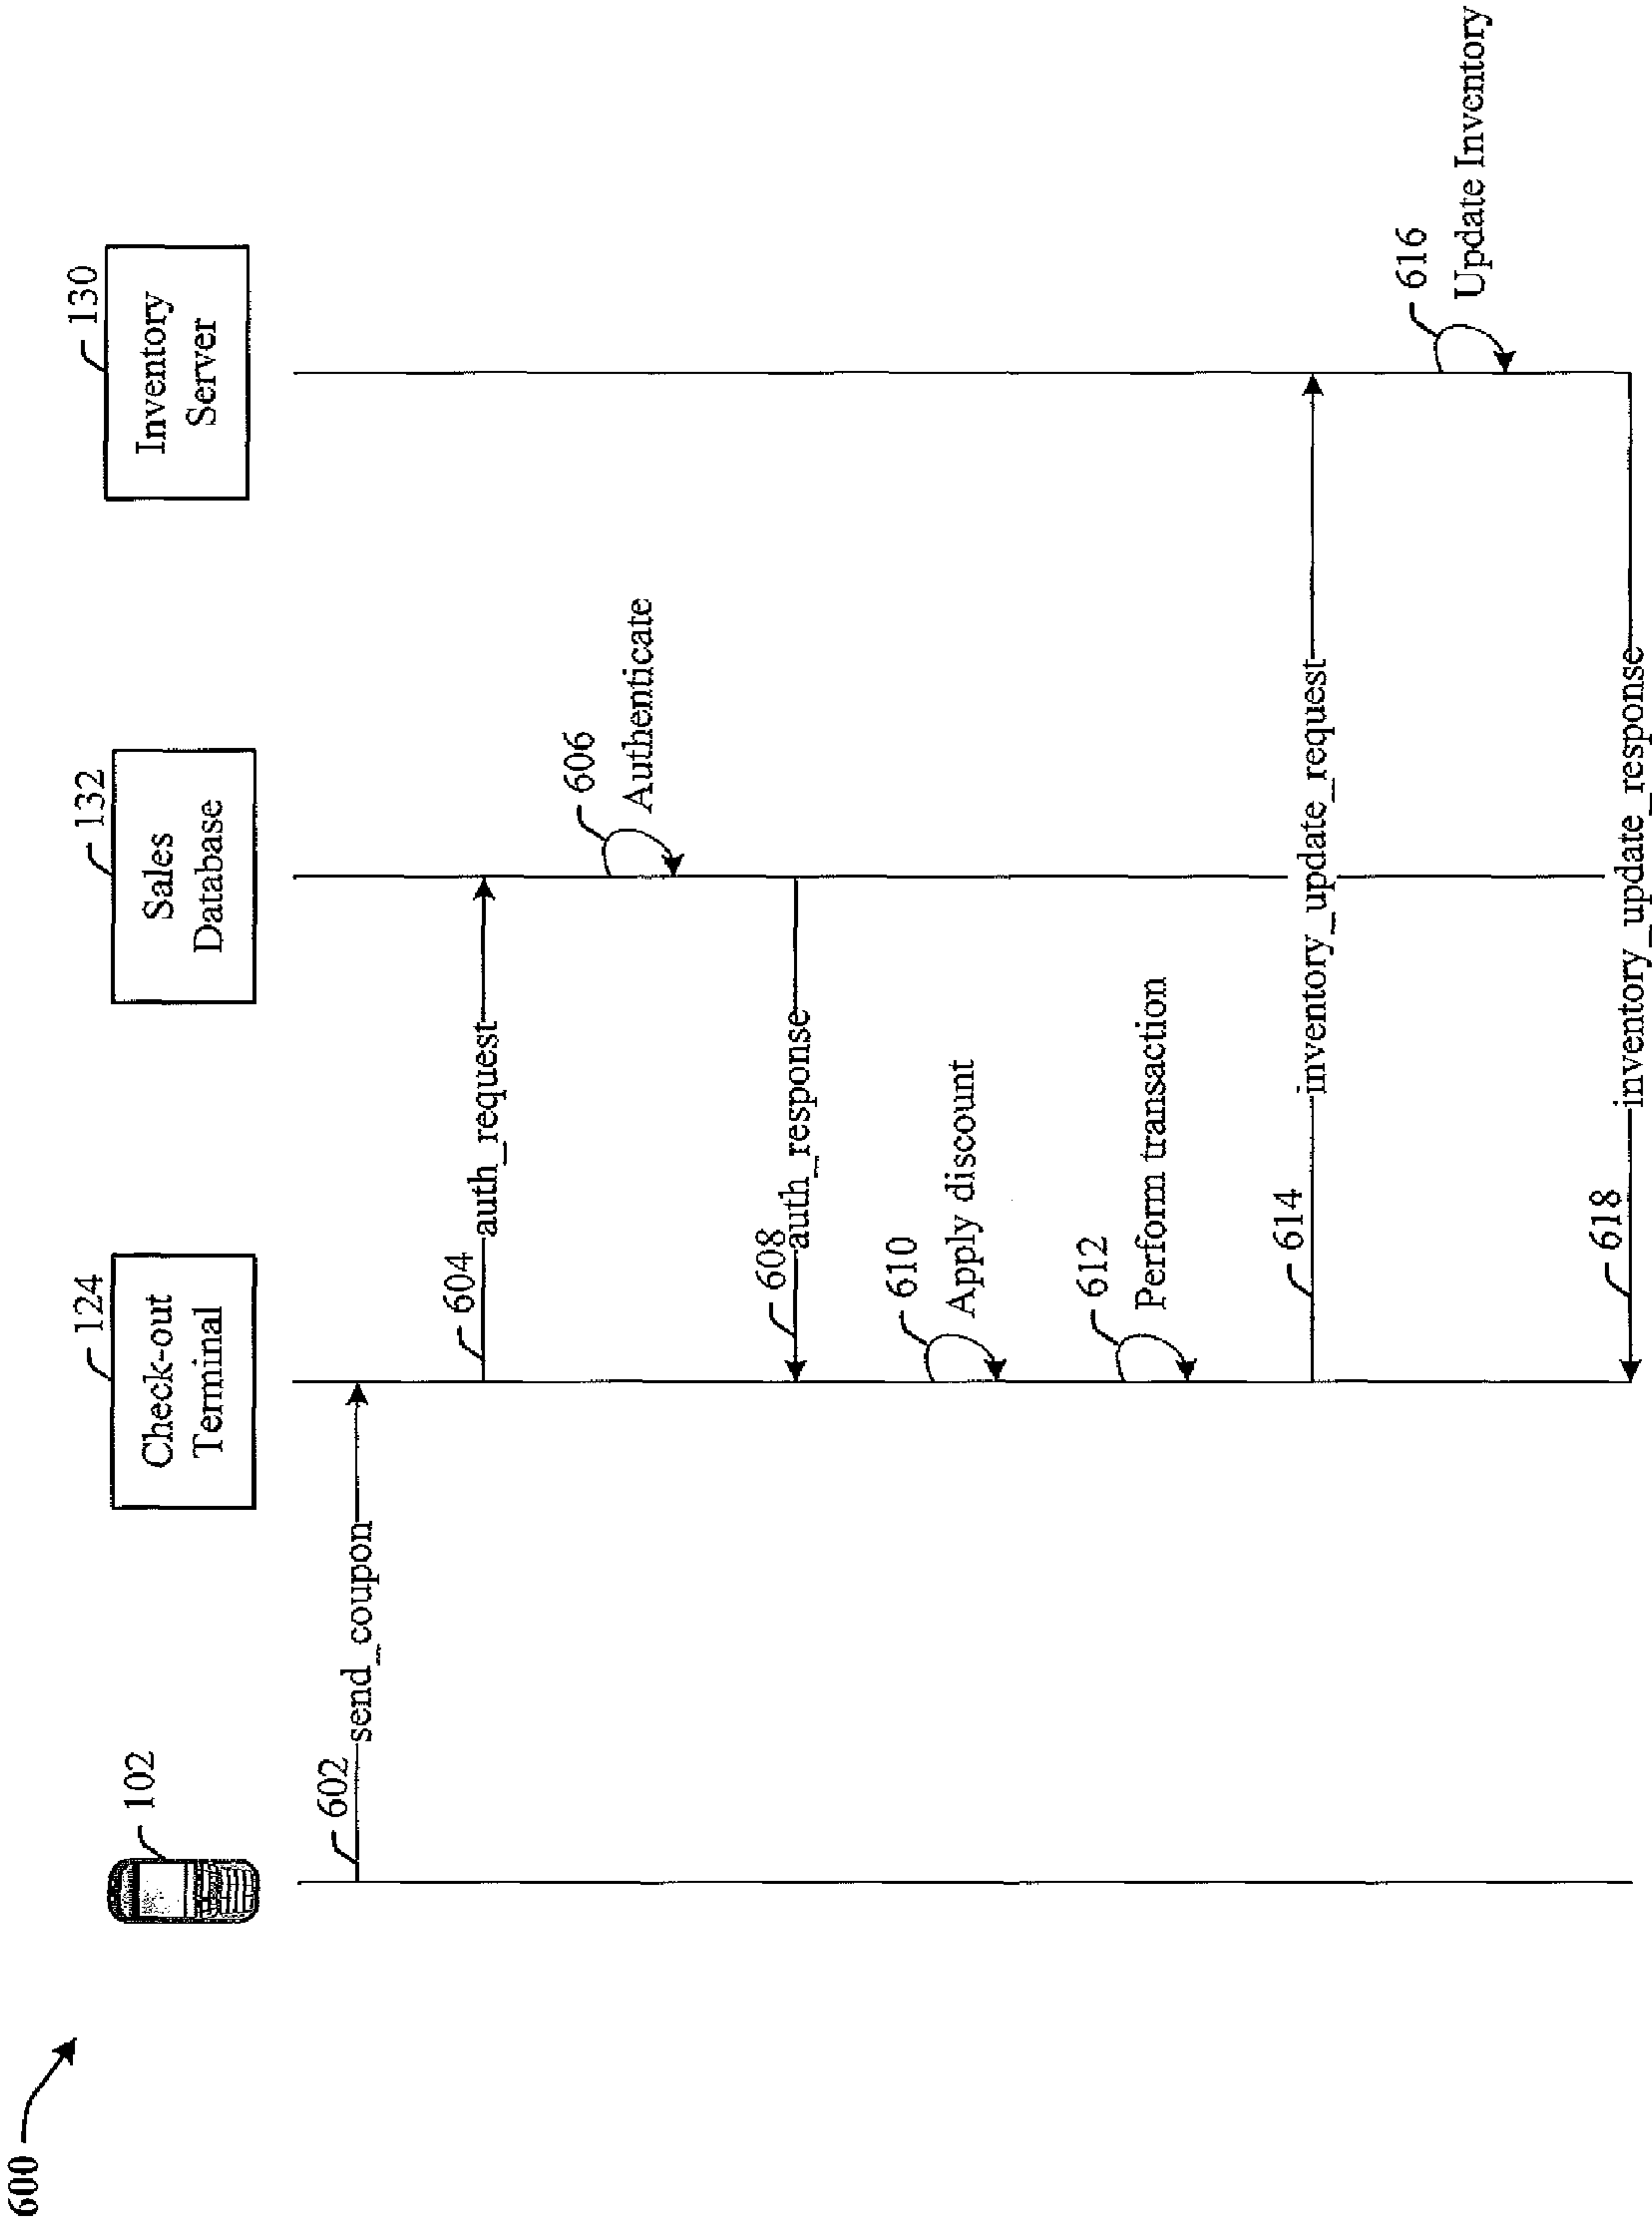 600
102
124
Check-out
Terminal
132
Sales
Database
130
Inventory
Server
602
send_coupon
604
auth_request
606
Authenticate
608
auth_response
610
Apply discount
612
Perform transaction
614
inventory_update_request
616
Update Inventory
618
inventory_update_response